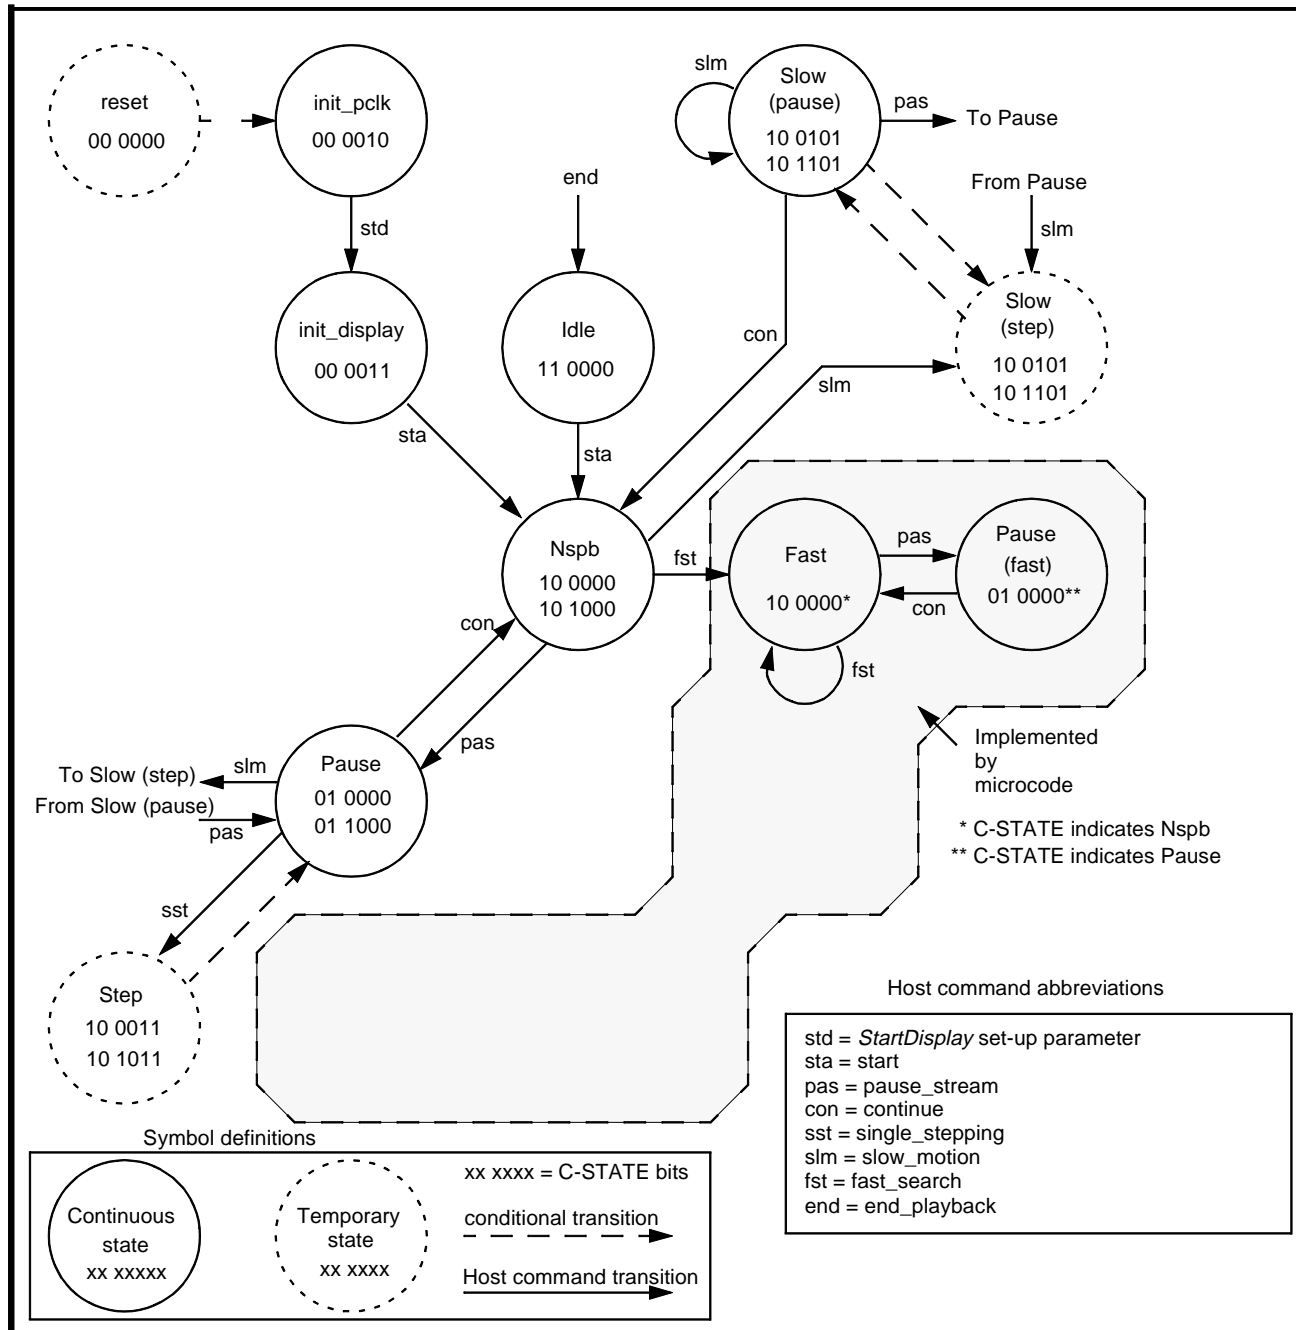 reset
00 0000
init_pclk
00 0010
slm
Slow
(pause)
10 0101
10 1101
pas
To Pause
end
From Pause
slm
std
init_display
00 0011
Idle
11 0000
con
slm
Slow
(step)
10 0101
10 1101
sta
sta
Nspb
10 0000
10 1000
fst
Fast
10 0000*
pas
con
Pause
(fast)
01 0000**
fst
con
pas
Implemented
by
microcode
To Slow (step)
slm
From Slow (pause)
pas
Pause
01 0000
01 1000
* C-STATE indicates Nspb
** C-STATE indicates Pause
sst
Step
10 0011
10 1011
Host command abbreviations
std = StartDisplay set-up parameter
sta = start
pas = pause_stream
con = continue
sst = single_stepping
slm = slow_motion
fst = fast_search
end = end_playback
Symbol definitions
Continuous
state
xx xxxxx
Temporary
state
xx xxxx
xx xxxx = C-STATE bits
conditional transition
Host command transition